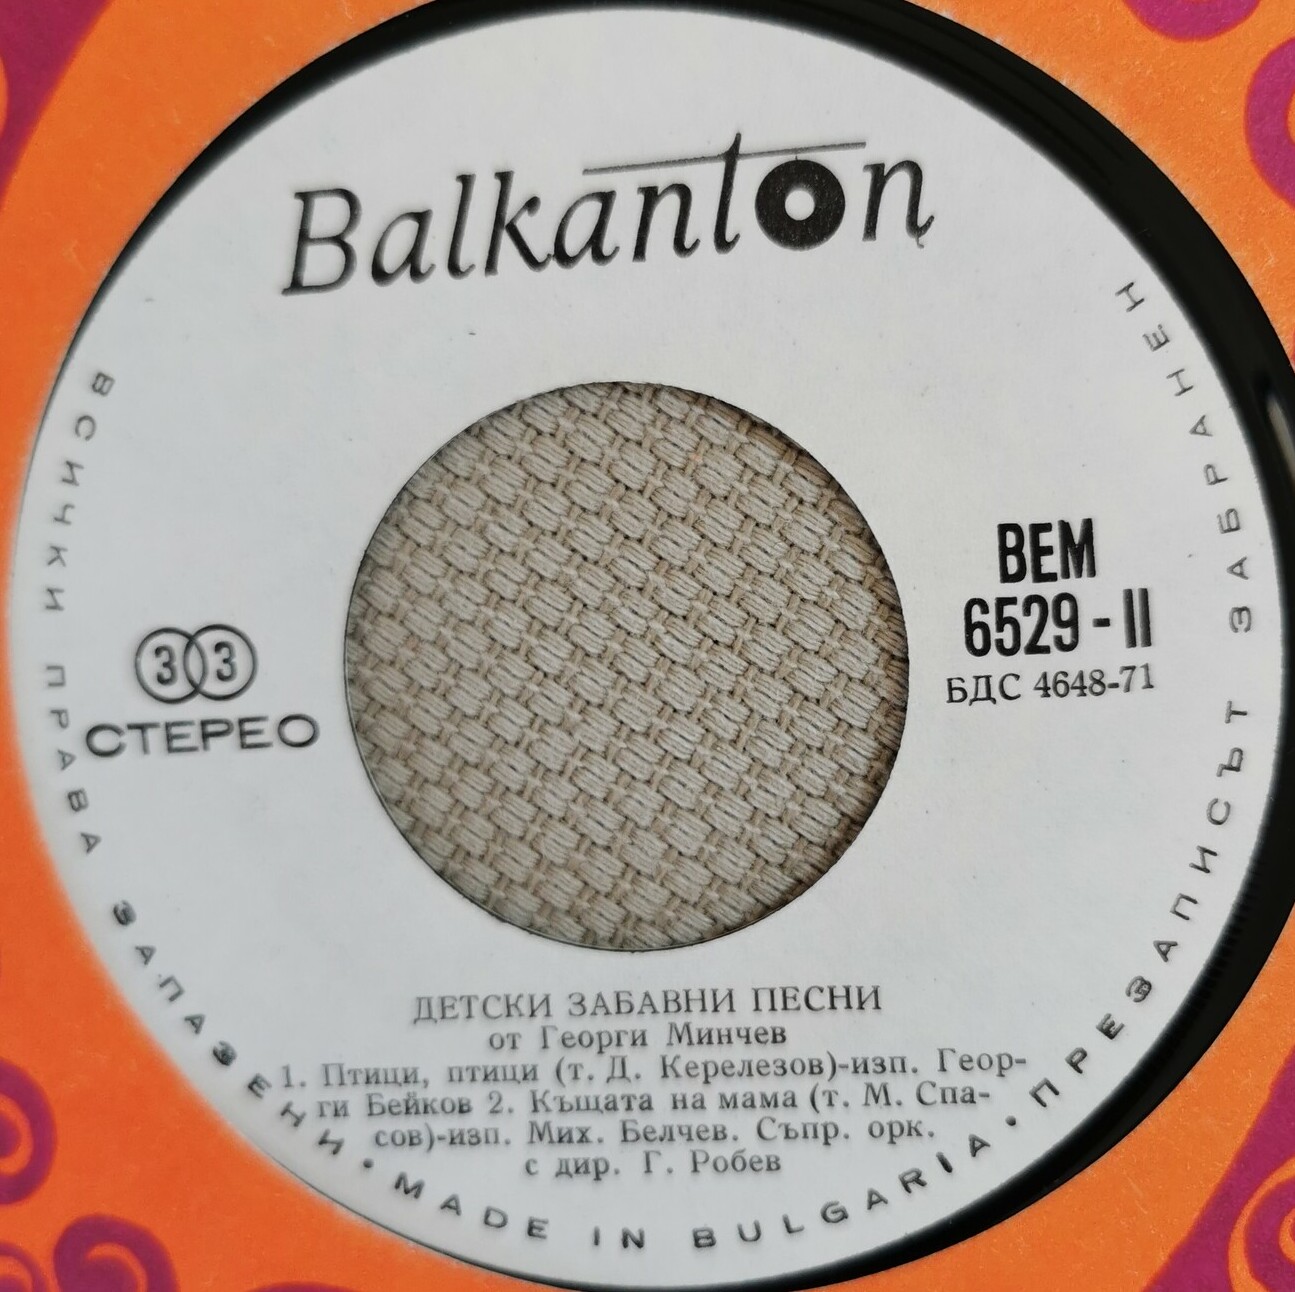 Balkanton
ВЕМ
6529 - II
БДС 4648-71
33
СТЕРЕО
ДЕТСКИ ЗАБАВНИ ПЕСНИ
от Георги Минчев
1. Птици, птици (т. Д. Керелезов)-изп. Геор-
ги Бейков 2. Къщата на мама (т. М. Спа-
сов)-изп. Мих. Белчев. Съпр. орк.
с дир. Г. Робев
ВСИЧКИ ПРАВА ЗАПАЗЕНИ • MADE IN BULGARIA • ПРЕЗАПИСЪТ ЗАБРАНЕН